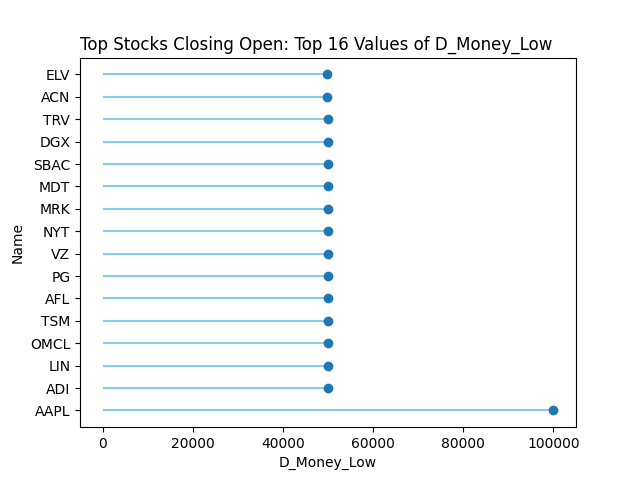 Top Stocks Closing Open: Top 16 Values of D_Money_Low
ELV
ACN
TRV
DGX
SBAC
MDT
MRK
NYT
VZ
PG
AFL
TSM
OMCL
LIN
ADI
AAPL
Name
0 20000 40000 60000 80000 100000
D_Money_Low